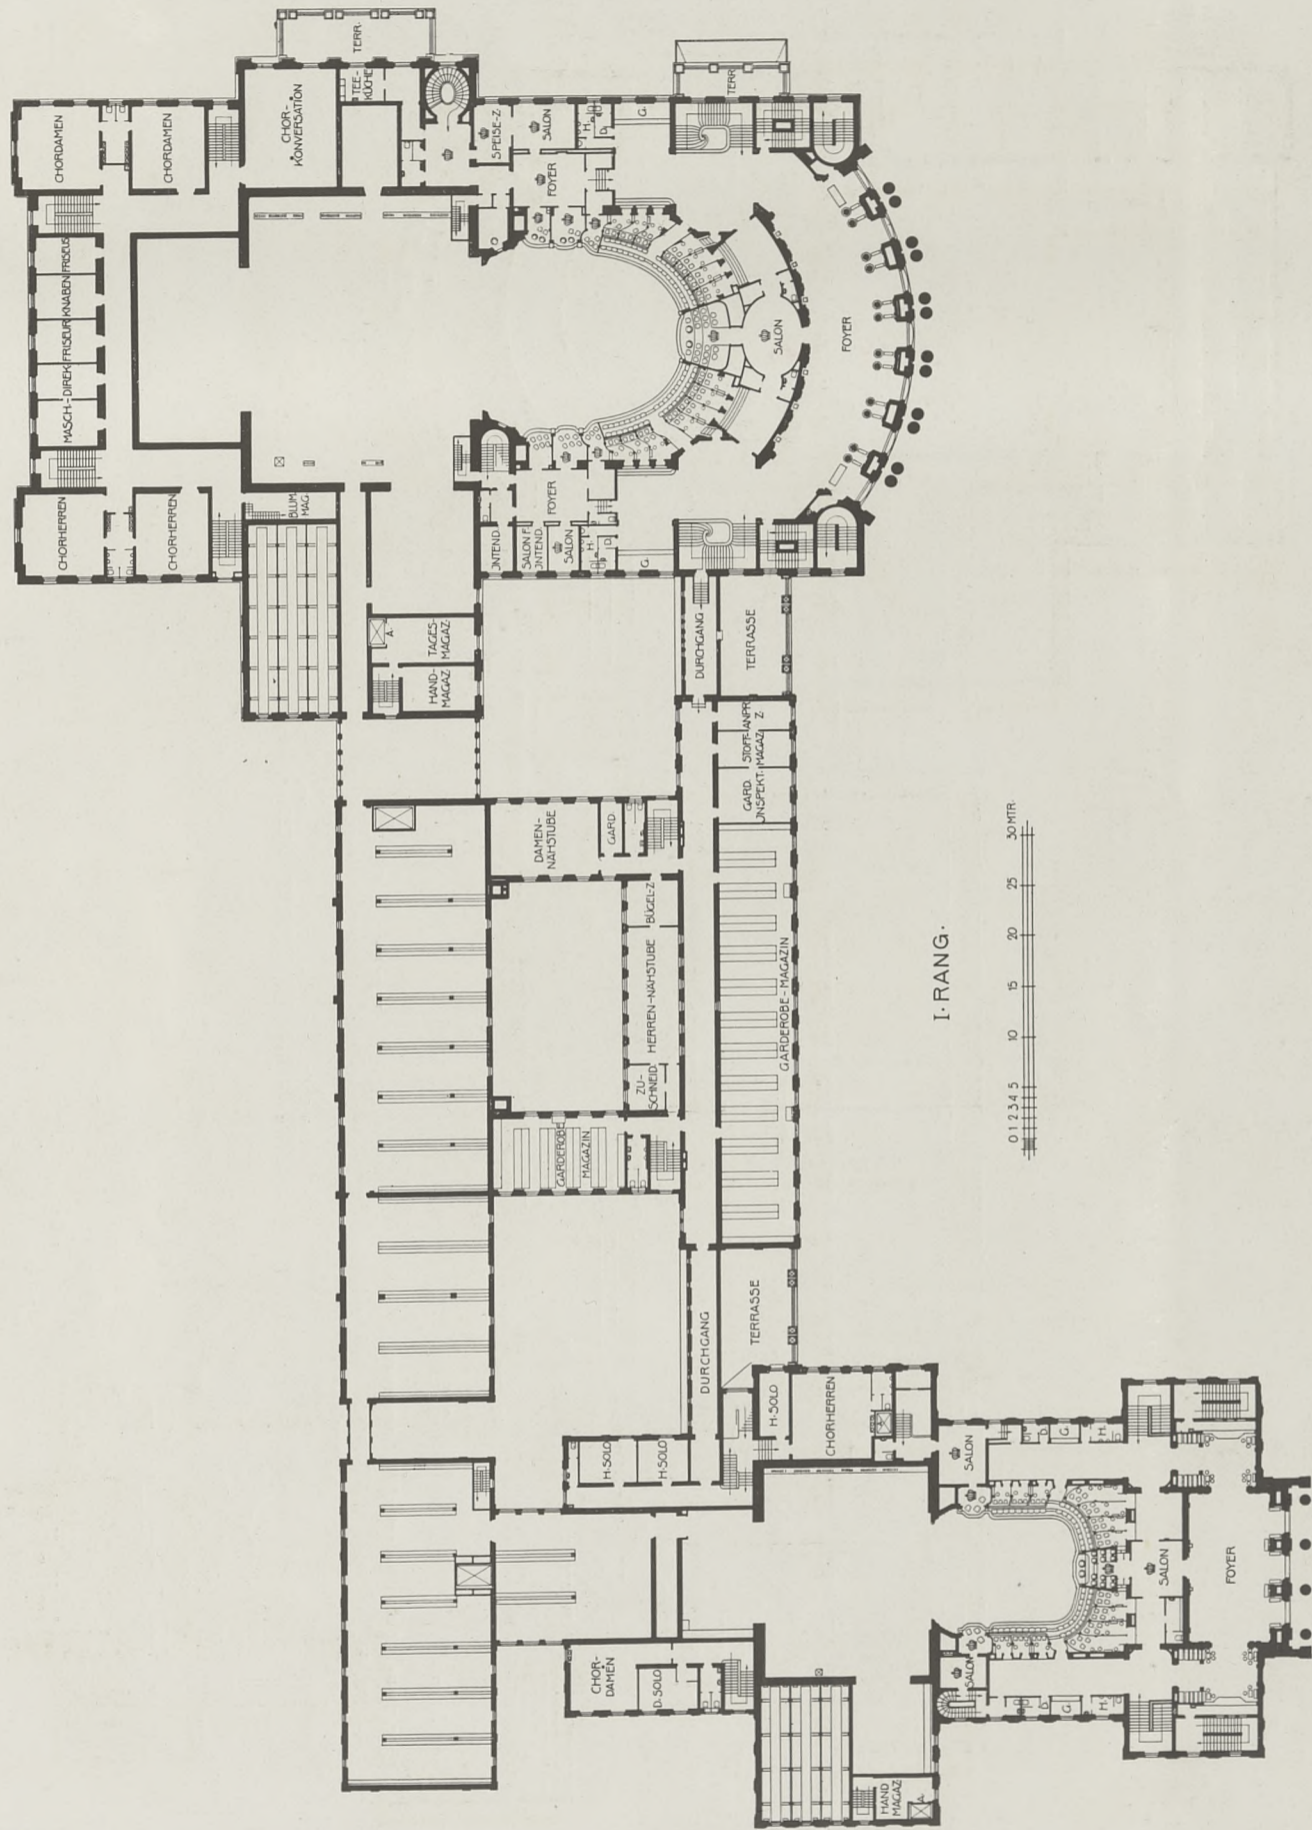 TERR.
TEE-
KÜCHE
CHOR-
KONVERSATION
CHORDAMEN
CHORDAMEN
SPEISE-Z.
SALON
H.
D.
G.
TERR
FOYER
FRISEUS
KNABEN
FRISEUR
DIREK.
MASCH.-
SALON
FOYER
CHORHERREN
CHORHERREN
BLUM.
MAG.
FOYER
INTEND.
SALON F.
INTEND.
SALON
H.
D.
G.
A.
TAGES-
MAGAZ.
HAND-
MAGAZ.
DURCHGANG
TERRASSE
ANPR.
Z.
STOFF-
MAGAZ
GARD.
INSPEKT.
DAMEN-
NÄHSTUBE
GARD.
BÜGEL-Z.
HERREN-NÄHSTUBE
ZU-
SCHNEID.
GARDEROBE-MAGAZIN
GARDEROBE
MAGAZIN
I. RANG.
0 1 2 3 4 5 10 15 20 25 30 MTR.
DURCHGANG
TERRASSE
H-SOLO
H-SOLO
H-SOLO
CHORHERREN
SALON
D.
G.
H.
SALON
FOYER
SALON
D.
G.
H.
CHOR-
DAMEN
D.SOLO
HAND
MAGAZ
A.